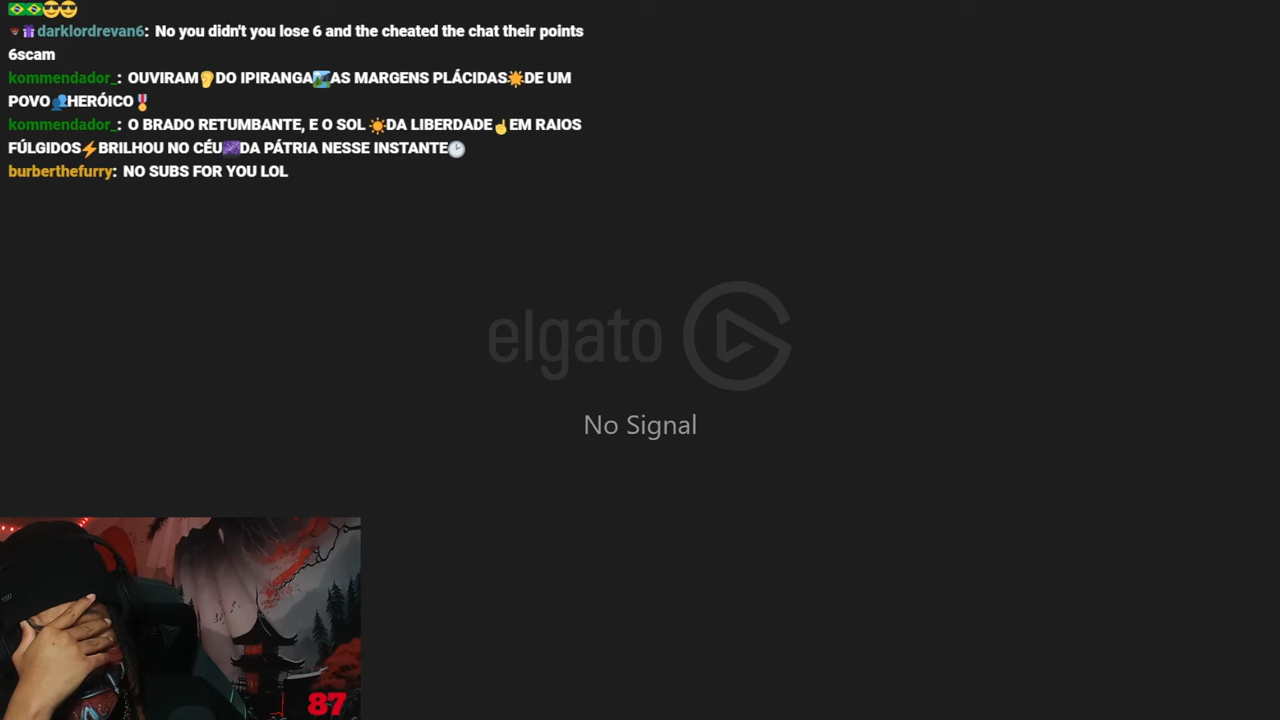 🇧🇷🇧🇷😎😎
darklordrevan6: No you didn't you lose 6 and the cheated the chat their points
6scam
kommendador_: OUVIRAM👂DO IPIRANGA🏞️AS MARGENS PLÁCIDAS☀️DE UM
POVO👥HERÓICO🎖️
kommendador_: O BRADO RETUMBANTE, E O SOL ☀️DA LIBERDADE☝️EM RAIOS
FÚLGIDOS⚡BRILHOU NO CÉU🌌DA PÁTRIA NESSE INSTANTE🕑
burberthefurry: NO SUBS FOR YOU LOL
elgato
No Signal
87